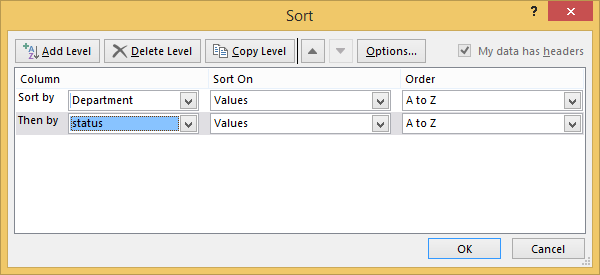 Sort
? ×
Add Level Delete Level Copy Level Options... My data has headers
Column Sort On Order
Sort by Department Values A to Z
Then by status Values A to Z
OK Cancel